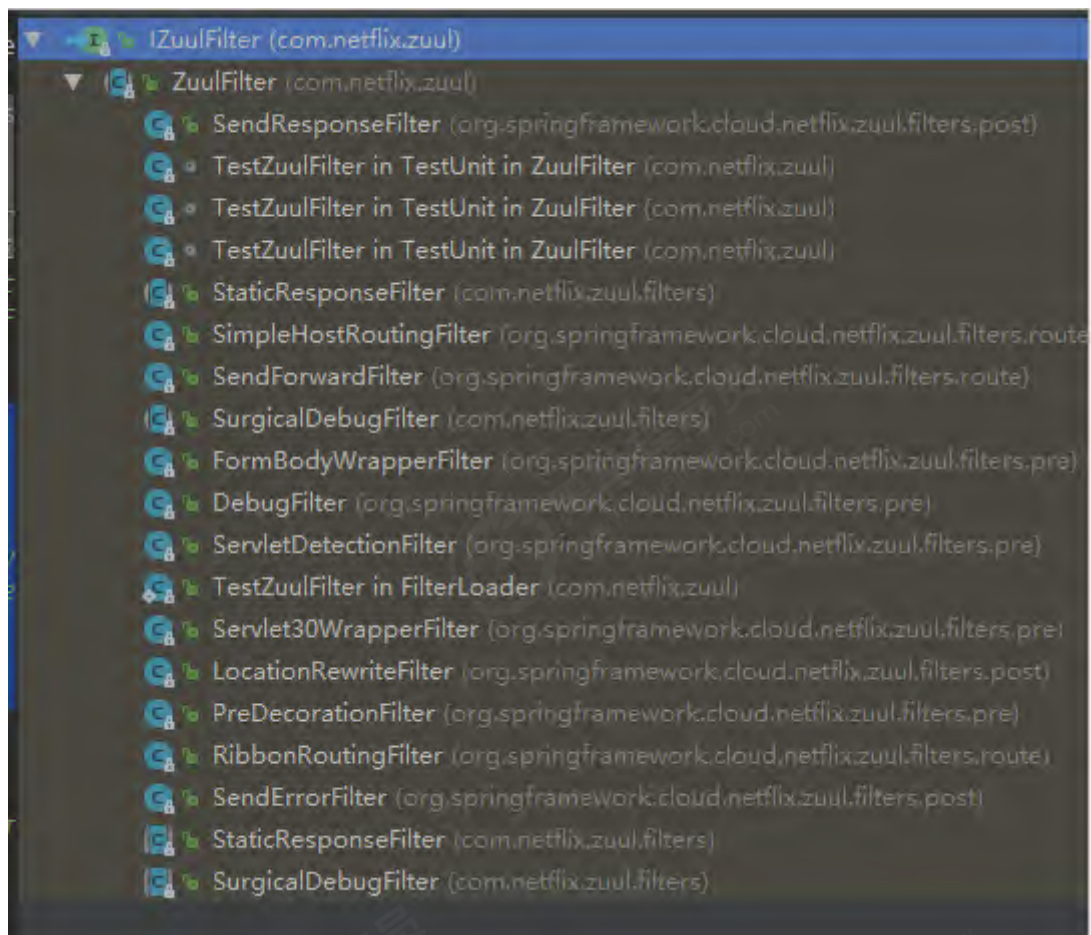 IZuulFilter (com.netflix.zuul)
ZuulFilter (com.netflix.zuul)
SendResponseFilter (org.springframework.cloud.netflix.zuul.filters.post)
TestZuulFilter in TestUnit in ZuulFilter (com.netflix.zuul)
TestZuulFilter in TestUnit in ZuulFilter (com.netflix.zuul)
TestZuulFilter in TestUnit in ZuulFilter (com.netflix.zuul)
StaticResponseFilter (com.netflix.zuul.filters)
SimpleHostRoutingFilter (org.springframework.cloud.netflix.zuul.filters.route
SendForwardFilter (org.springframework.cloud.netflix.zuul.filters.route)
SurgicalDebugFilter (com.netflix.zuul.filters)
FormBodyWrapperFilter (org.springframework.cloud.netflix.zuul.filters.pre)
DebugFilter (org.springframework.cloud.netflix.zuul.filters.pre)
ServletDetectionFilter (org.springframework.cloud.netflix.zuul.filters.pre)
TestZuulFilter in FilterLoader (com.netflix.zuul)
Servlet30WrapperFilter (org.springframework.cloud.netflix.zuul.filters.pre)
LocationRewriteFilter (org.springframework.cloud.netflix.zuul.filters.post)
PreDecorationFilter (org.springframework.cloud.netflix.zuul.filters.pre)
RibbonRoutingFilter (org.springframework.cloud.netflix.zuul.filters.route)
SendErrorFilter (org.springframework.cloud.netflix.zuul.filters.post)
StaticResponseFilter (com.netflix.zuul.filters)
SurgicalDebugFilter (com.netflix.zuul.filters)